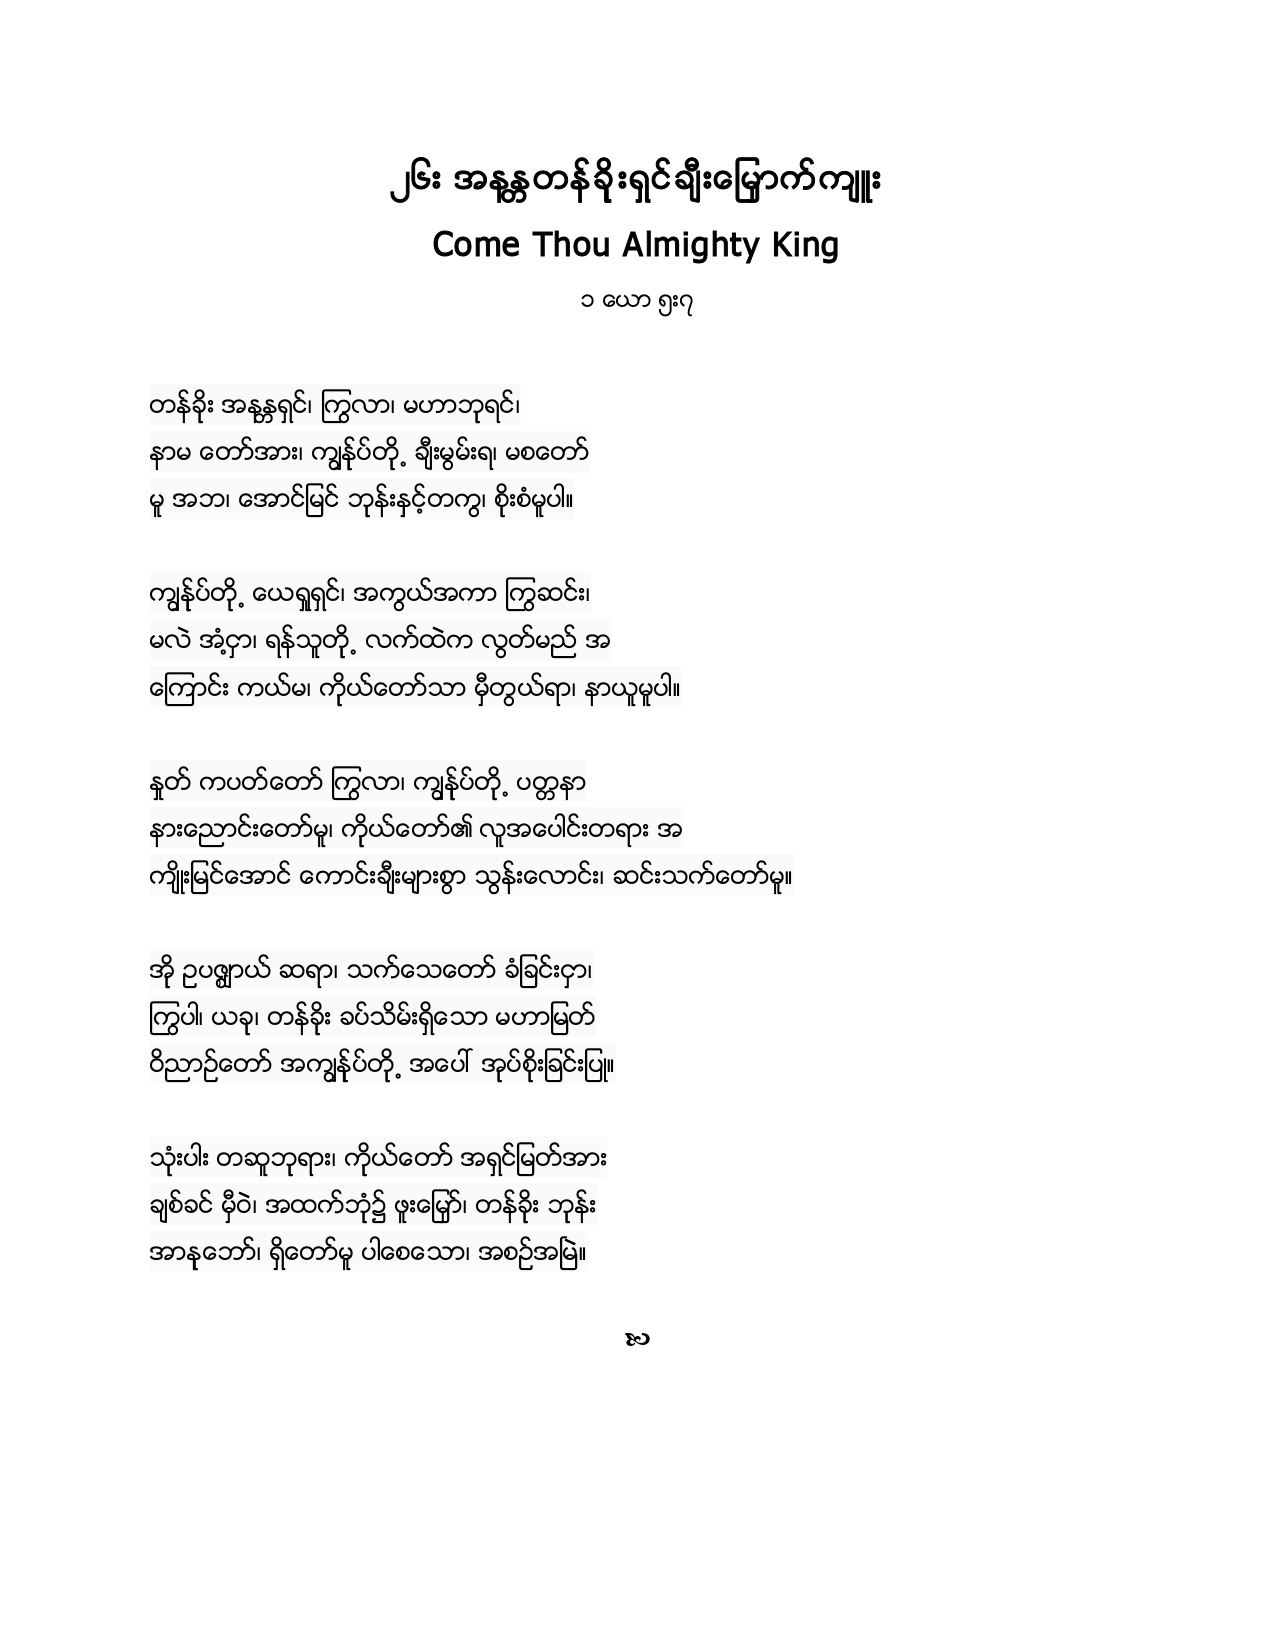 ၂၆း အနန္တတန်ခိုးရှင်ချီးမြှောက်ကျူး
Come Thou Almighty King
၁ ယော ၅း၇
တန်ခိုး အနန္တရှင်၊ ကြွလာ၊ မဟာဘုရင်၊
နာမ တော်အား၊ ကျွန်ုပ်တို့ ချီးမွမ်းရ၊ မစတော်
မူ အဘ၊ အောင်မြင် ဘုန်းနှင့်တကွ၊ စိုးစံမူပါ။
ကျွန်ုပ်တို့ ယေရှုရှင်၊ အကွယ်အကာ ကြွဆင်း၊
မလဲ အံ့ငှာ၊ ရန်သူတို့ လက်ထဲက လွတ်မည် အ
ကြောင်း ကယ်မ၊ ကိုယ်တော်သာ မှီတွယ်ရာ၊ နာယူမူပါ။
နှုတ် ကပတ်တော် ကြွလာ၊ ကျွန်ုပ်တို့ ပတ္တနာ
နားညောင်းတော်မူ၊ ကိုယ်တော်၏ လူအပေါင်းတရား အ
ကျိုးမြင်အောင် ကောင်းချီးများစွာ သွန်းလောင်း၊ ဆင်းသက်တော်မူ။
အို ဥပဇ္ဈာယ် ဆရာ၊ သက်သေတော် ခံခြင်းငှာ၊
ကြွပါ၊ ယခု၊ တန်ခိုး ခပ်သိမ်းရှိသော မဟာမြတ်
ဝိညာဉ်တော် အကျွန်ုပ်တို့ အပေါ် အုပ်စိုးခြင်းပြု။
သုံးပါး တဆူဘုရား၊ ကိုယ်တော် အရှင်မြတ်အား
ချစ်ခင် မှီဝဲ၊ အထက်ဘုံ၌ ဖူးမြှော်၊ တန်ခိုး ဘုန်း
အာနုဘော်၊ ရှိတော်မူ ပါစေသော၊ အစဉ်အမြဲ။